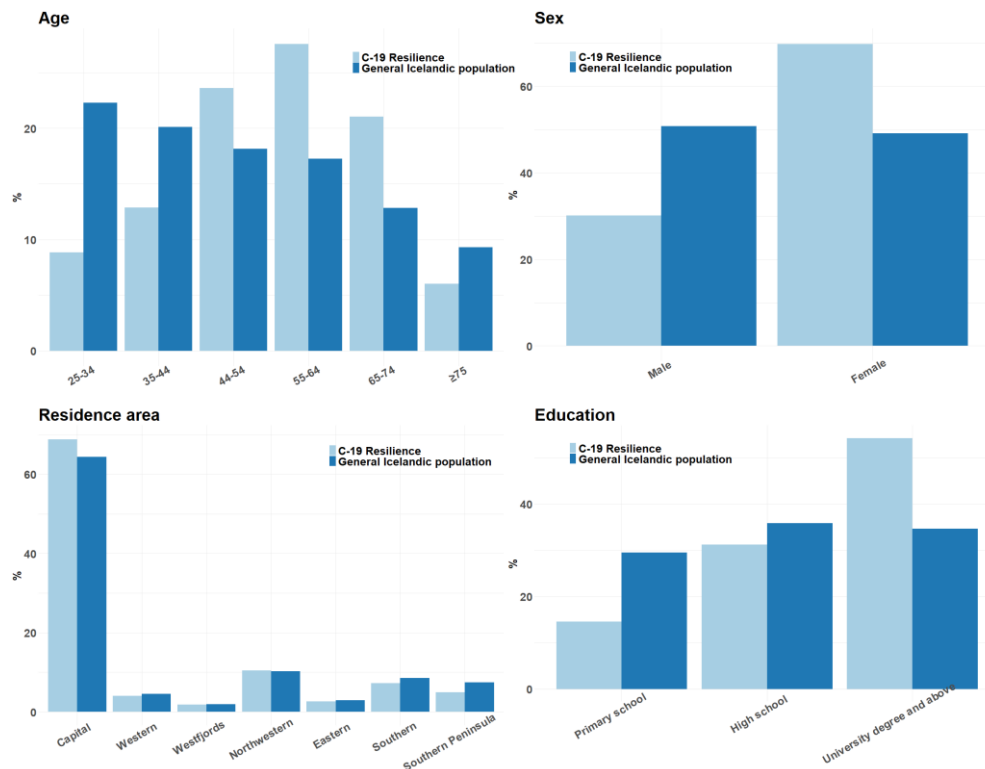 Age
C-19 Resilience
General Icelandic population
%
20
10
0
25-34
35-44
44-54
55-64
65-74
≥75
Sex
C-19 Resilience
General Icelandic population
%
60
40
20
0
Male
Female
Residence area
C-19 Resilience
General Icelandic population
%
60
40
20
0
Capital
Western
Westfjords
Northwestern
Eastern
Southern
Southern Peninsula
Education
C-19 Resilience
General Icelandic population
%
40
20
0
Primary school
High school
University degree and above